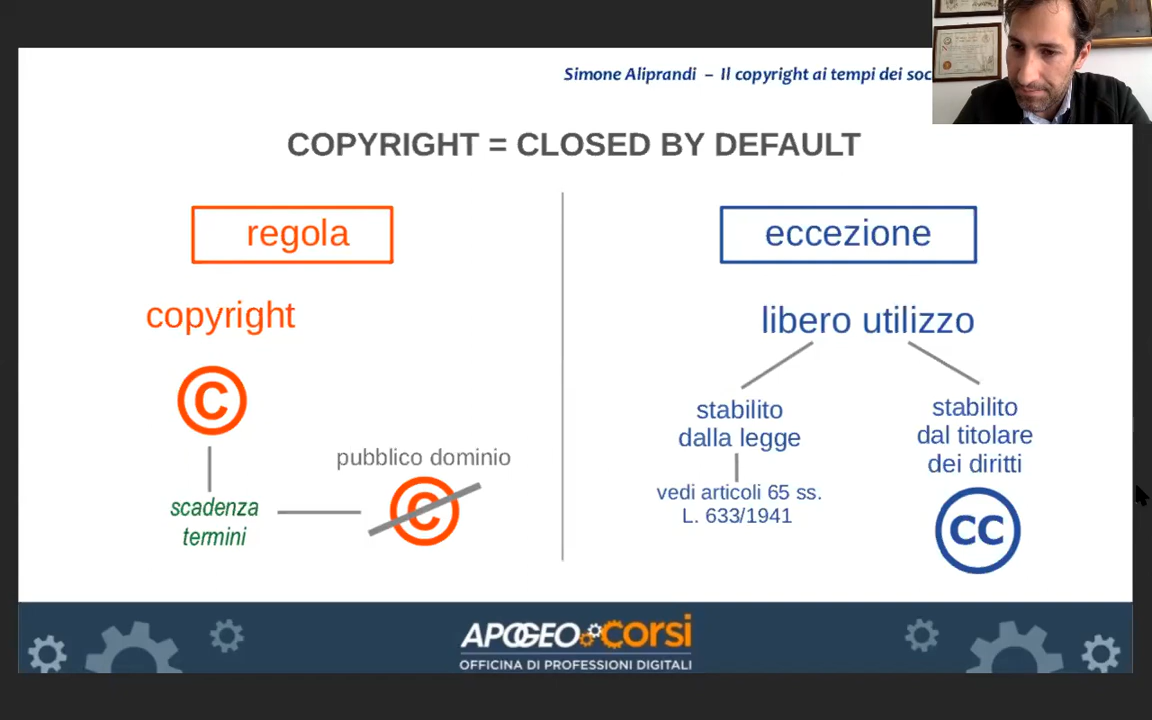 Simone Aliprandi – Il copyright ai tempi dei
COPYRIGHT = CLOSED BY DEFAULT
regola
copyright
C
scadenza
termini
pubblico dominio
C
eccezione
libero utilizzo
stabilito
dalla legge
vedi articoli 65 ss.
L. 633/1941
stabilito
dal titolare
dei diritti
CC
APOGEO CORSI
OFFICINA DI PROFESSIONI DIGITALI